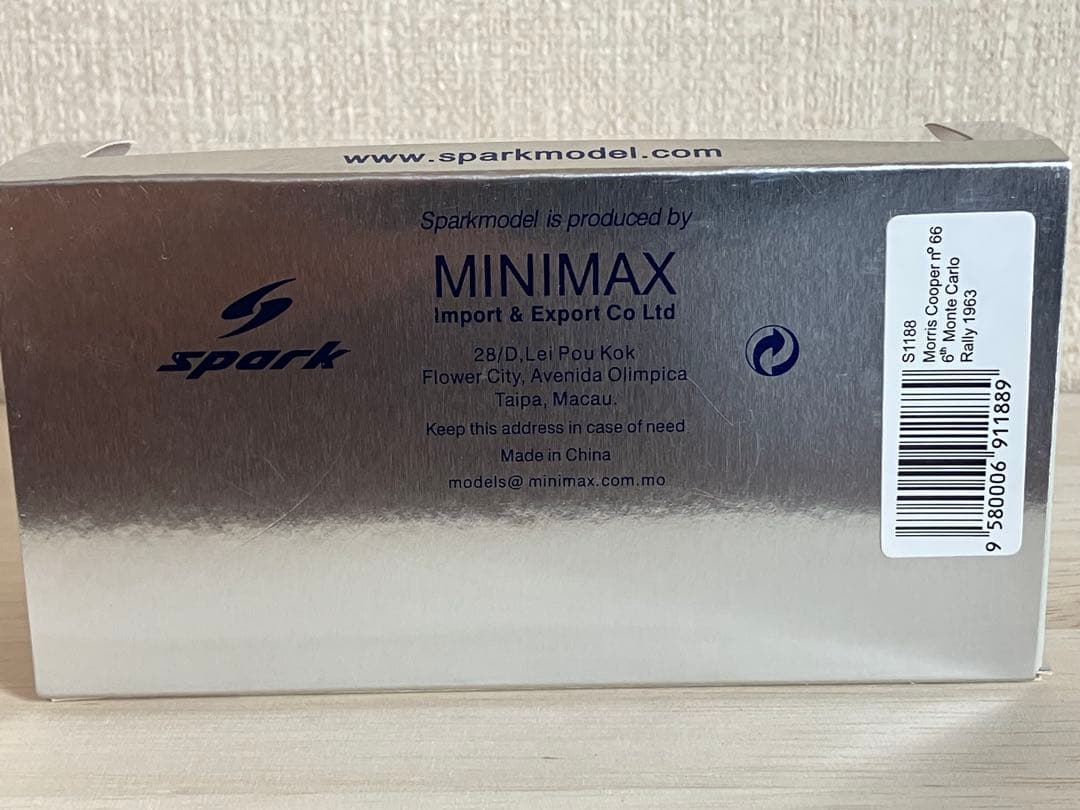 www.sparkmodel.com
Sparkmodel is produced by
MINIMAX
Import & Export Co Ltd
28/D,Lei Pou Kok
Flower City, Avenida Olimpica
Taipa, Macau.
Keep this address in case of need
Made in China
models@ minimax.com.mo
spark
S1188
Morris Cooper nº 66
6th Monte Carlo
Rally 1963
9 580006 911889